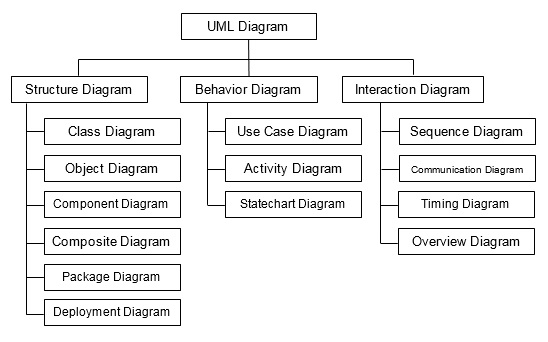 UML Diagram
Structure Diagram
Class Diagram
Object Diagram
Component Diagram
Composite Diagram
Package Diagram
Deployment Diagram
Behavior Diagram
Use Case Diagram
Activity Diagram
Statechart Diagram
Interaction Diagram
Sequence Diagram
Communication Diagram
Timing Diagram
Overview Diagram